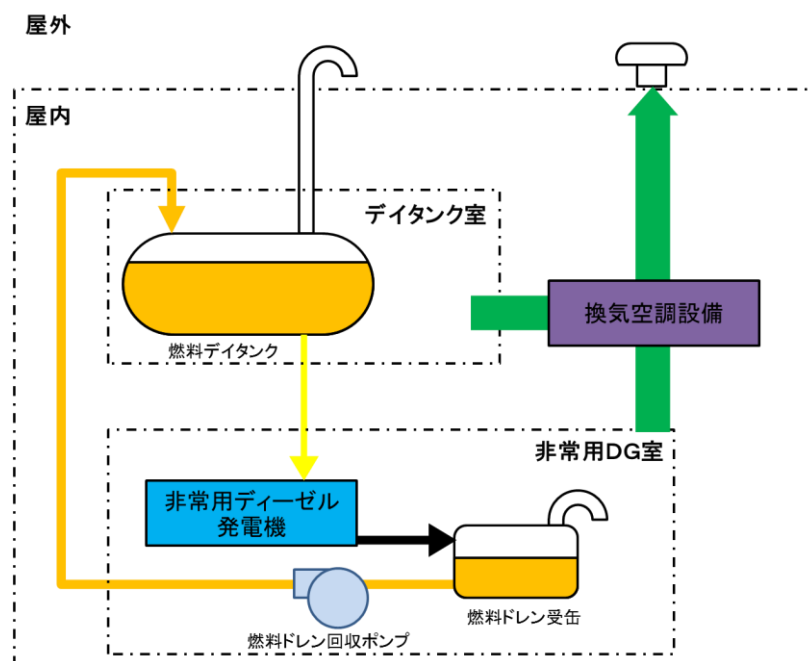 屋外
屋内
デイタンク室
換気空調設備
燃料デイタンク
非常用DG室
非常用ディーゼル
発電機
燃料ドレン受缶
燃料ドレン回収ポンプ